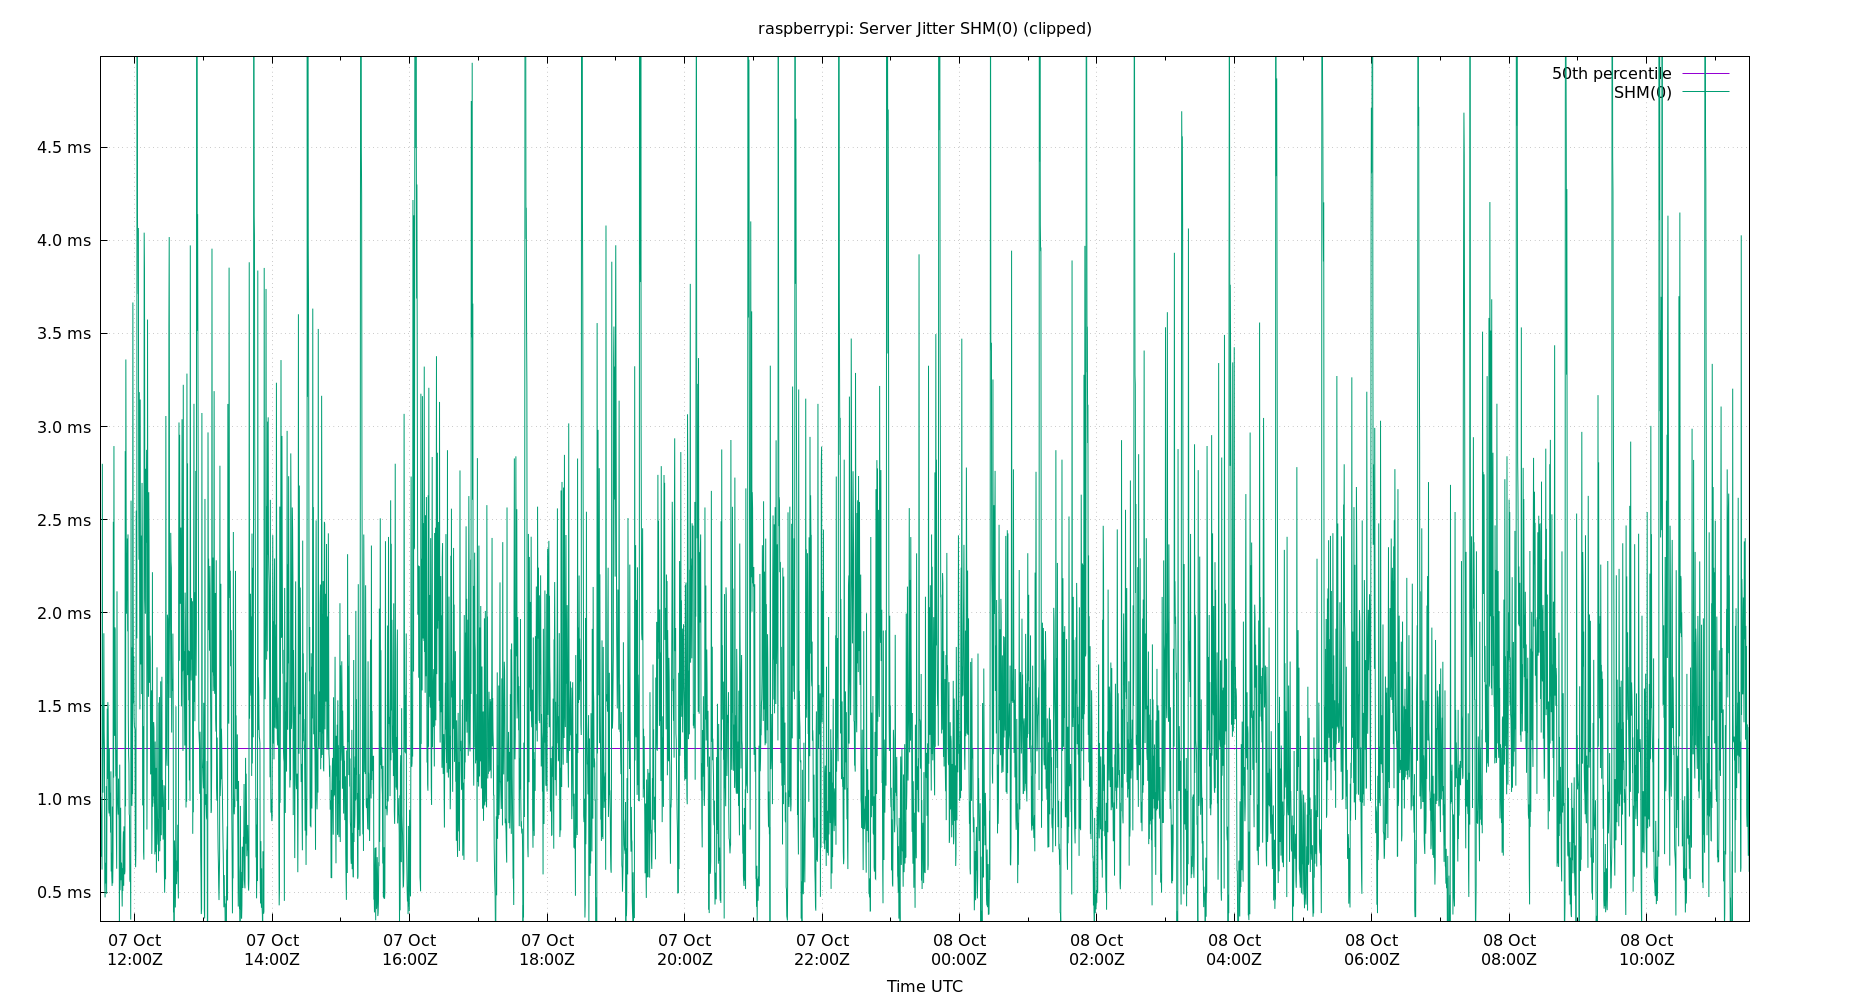 raspberrypi: Server Jitter SHM(0) (clipped)
50th percentile
SHM(0)
4.5 ms
4.0 ms
3.5 ms
3.0 ms
2.5 ms
2.0 ms
1.5 ms
1.0 ms
0.5 ms
07 Oct 07 Oct 07 Oct 07 Oct 07 Oct 07 Oct 08 Oct 08 Oct 08 Oct 08 Oct 08 Oct 08 Oct
12:00Z 14:00Z 16:00Z 18:00Z 20:00Z 22:00Z 00:00Z 02:00Z 04:00Z 06:00Z 08:00Z 10:00Z
Time UTC